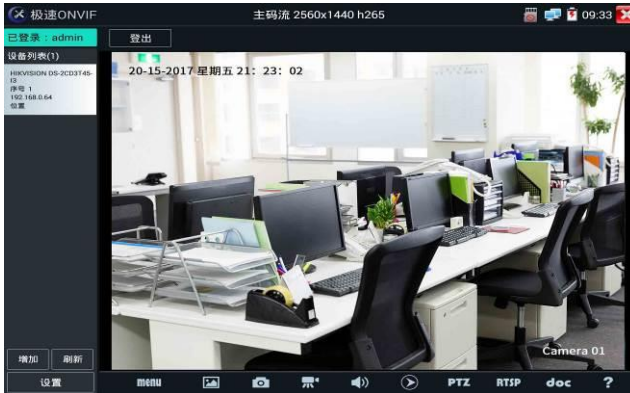 极速ONVIF
主码流 2560x1440 h265
09:33
已登录：admin
登出
设备列表(1)
HIKVISION DS-2CD3T45-
I3
序号 1
192.168.0.64
位置
20-15-2017 星期五 21：23：02
Camera 01
增加
刷新
设置
menu
PTZ
RTSP
doc
?